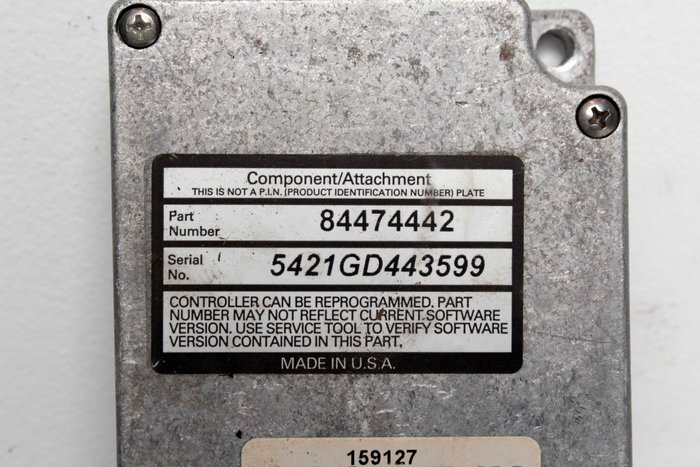 Component/Attachment
THIS IS NOT A P.I.N. (PRODUCT IDENTIFICATION NUMBER) PLATE
Part
Number 84474442
Serial
No. 5421GD443599
CONTROLLER CAN BE REPROGRAMMED. PART
NUMBER MAY NOT REFLECT CURRENT SOFTWARE
VERSION. USE SERVICE TOOL TO VERIFY SOFTWARE
VERSION CONTAINED IN THIS PART.
MADE IN U.S.A.
159127